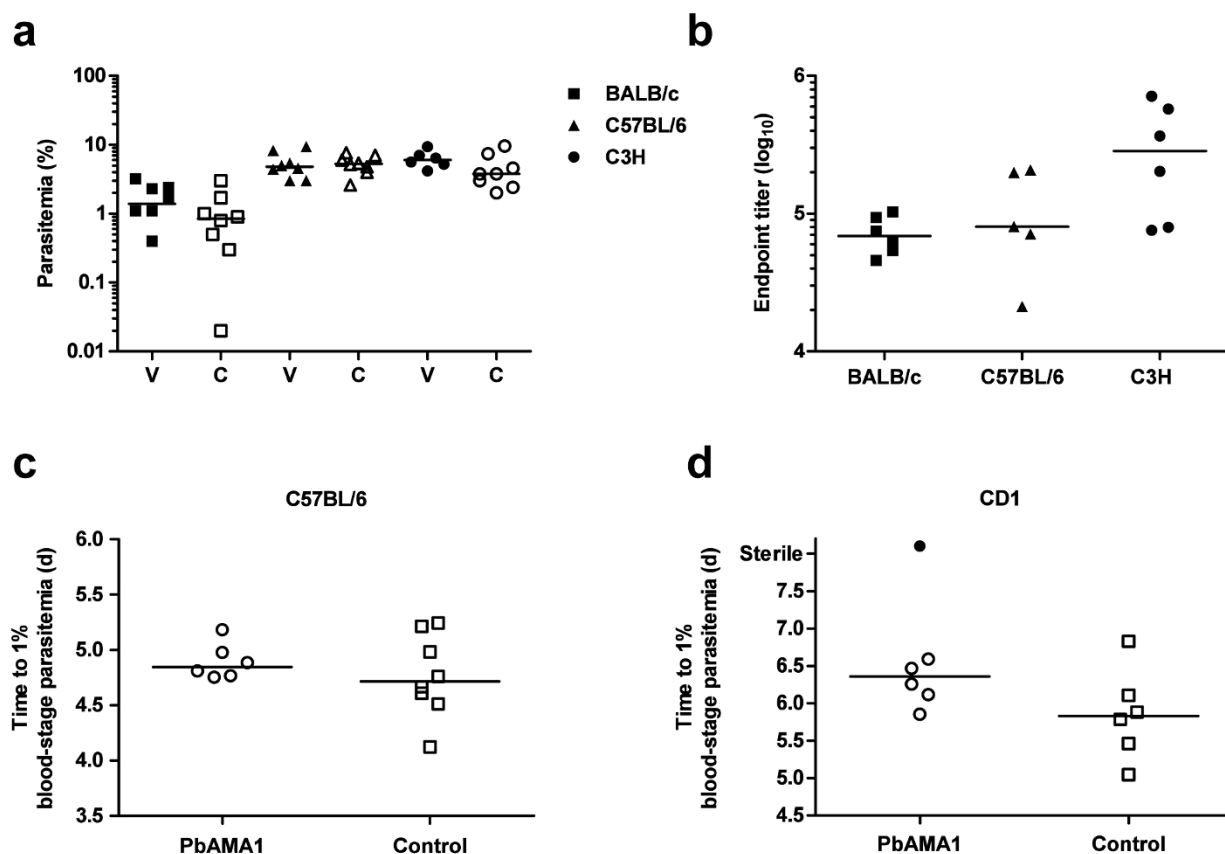 a
Parasitemia (%)
100
10
1
0.1
0.01
V C V C V C
BALB/c
C57BL/6
C3H
b
Endpoint titer (log₁₀)
6
5
4
BALB/c C57BL/6 C3H
c
C57BL/6
Time to 1%
blood-stage parasitemia (d)
6.0
5.5
5.0
4.5
4.0
3.5
PbAMA1 Control
d
CD1
Time to 1%
blood-stage parasitemia (d)
Sterile
7.5
7.0
6.5
6.0
5.5
5.0
4.5
PbAMA1 Control